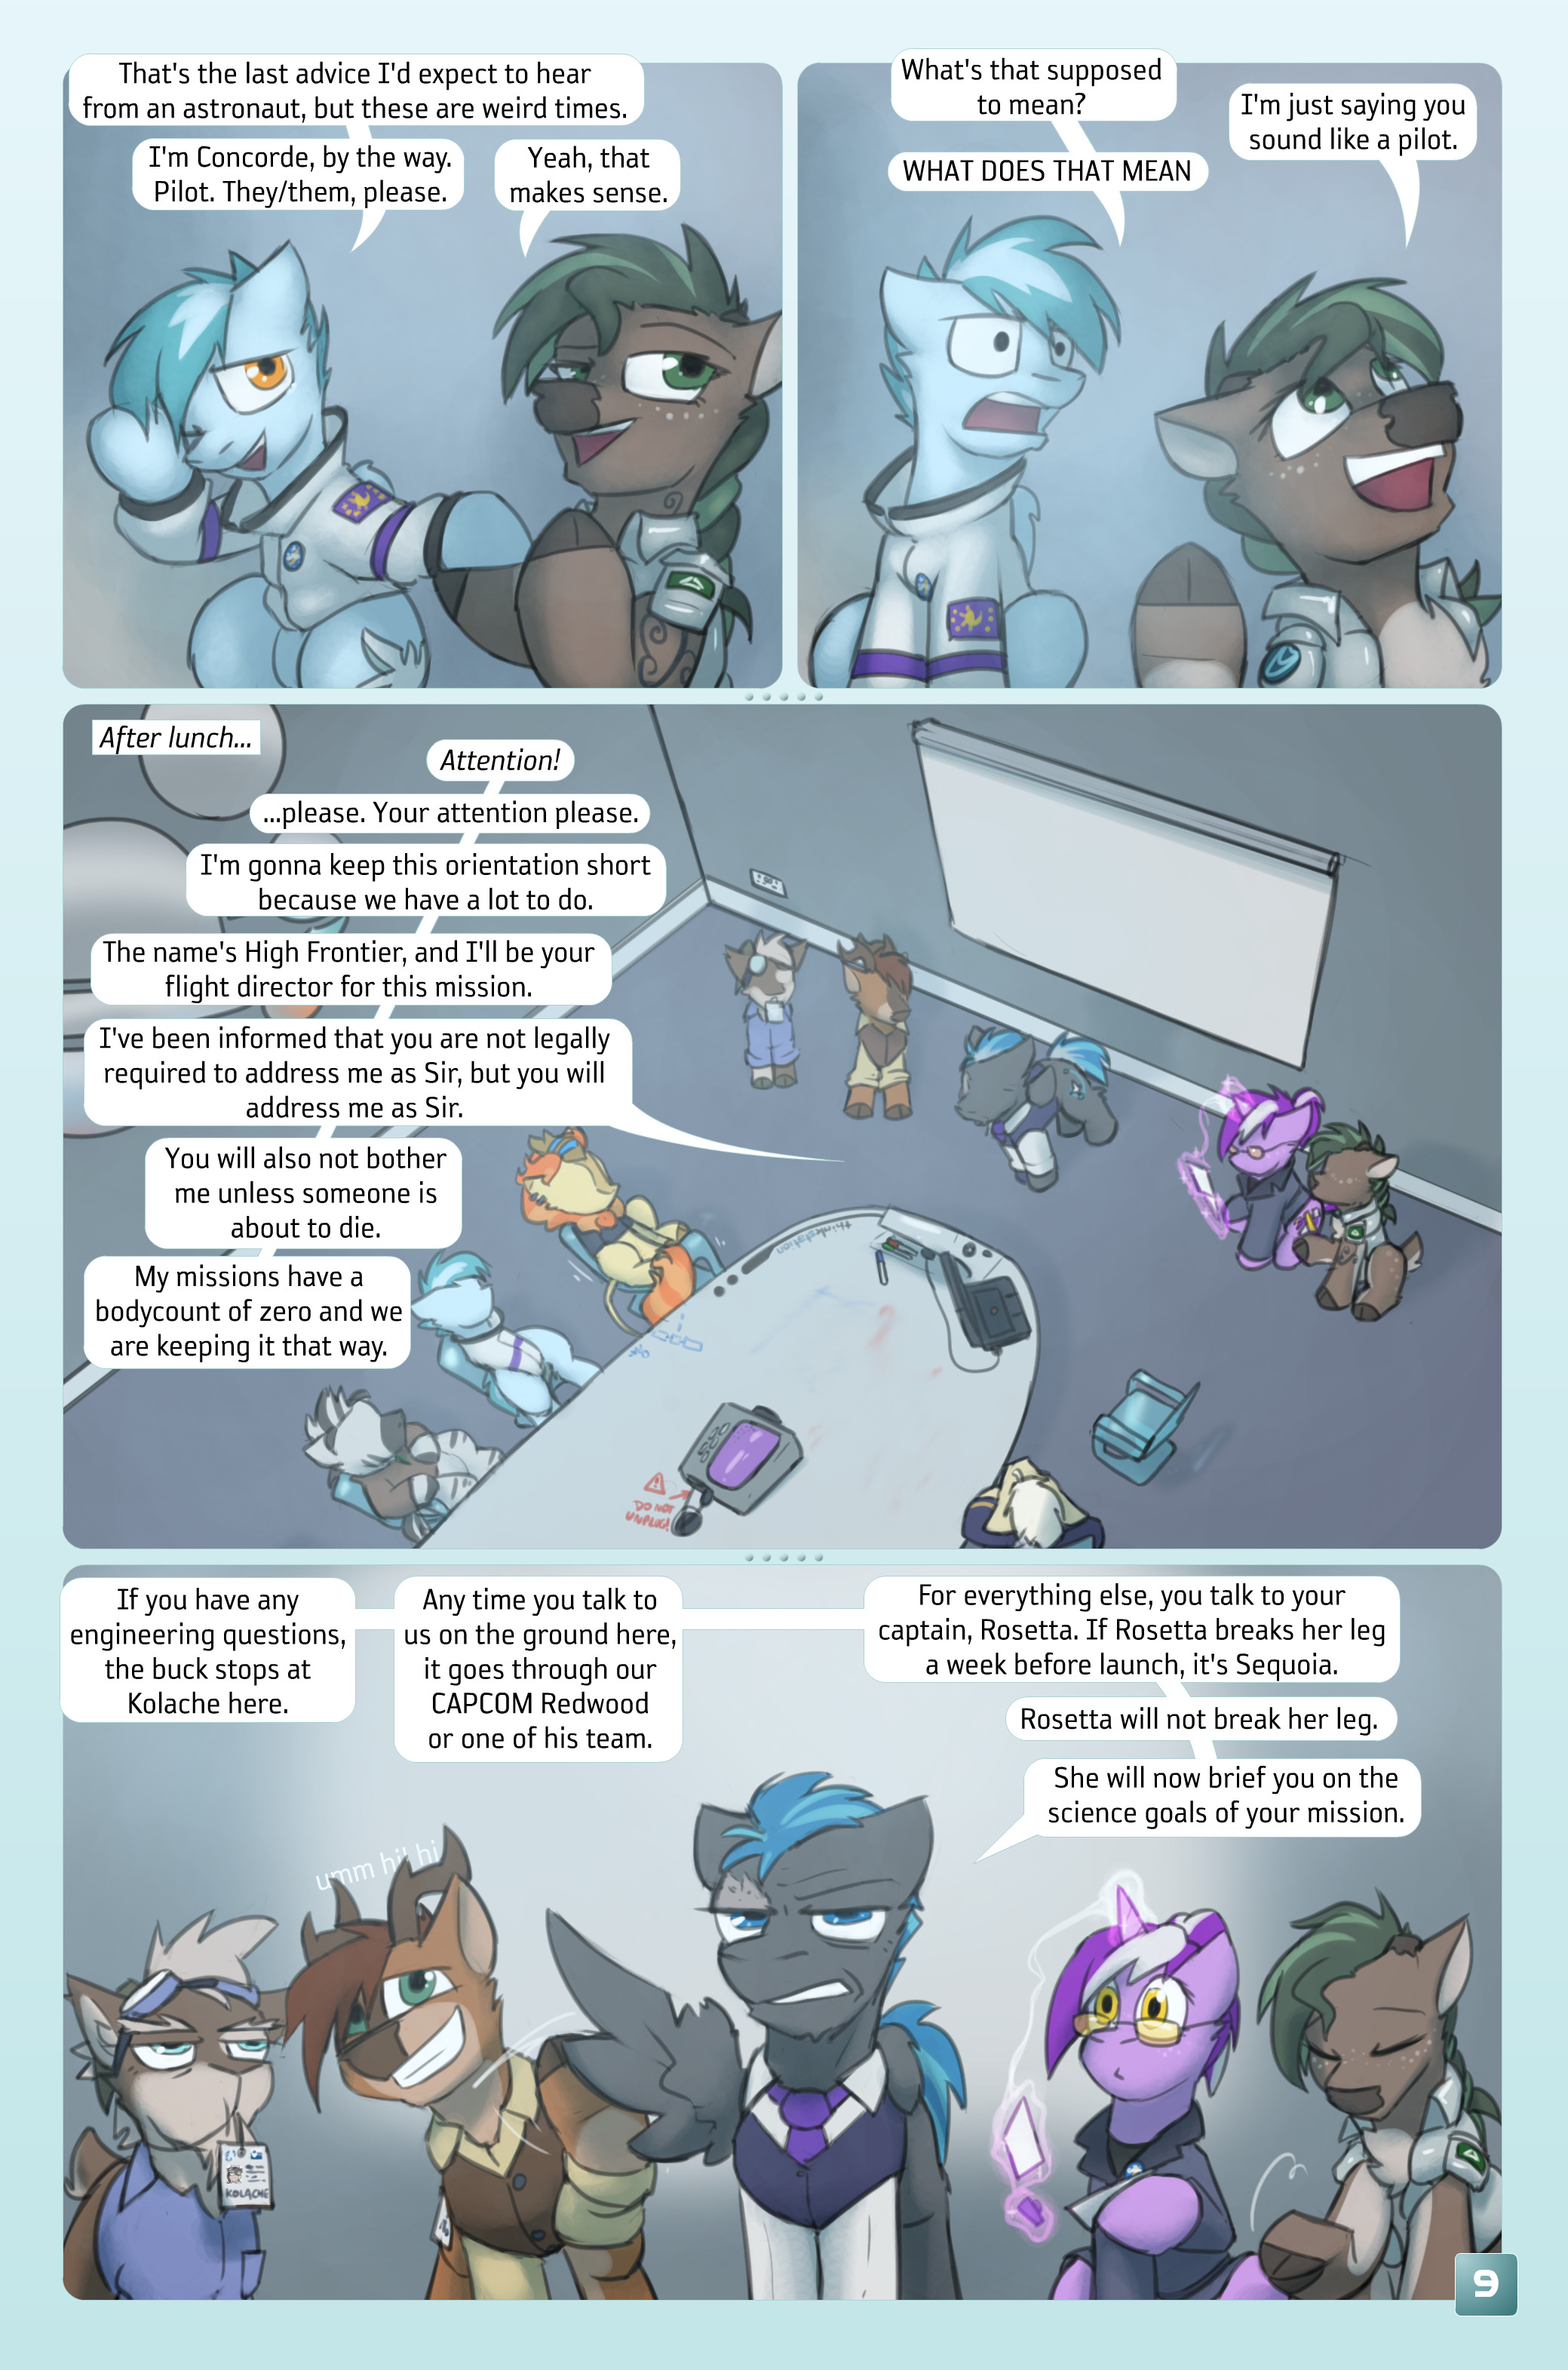 That's the last advice I'd expect to hear
from an astronaut, but these are weird times.
I'm Concorde, by the way.
Pilot. They/them, please.
Yeah, that
makes sense.
What's that supposed
to mean?
WHAT DOES THAT MEAN
I'm just saying you
sound like a pilot.
After lunch...
Attention!
...please. Your attention please.
I'm gonna keep this orientation short
because we have a lot to do.
The name's High Frontier, and I'll be your
flight director for this mission.
I've been informed that you are not legally
required to address me as Sir, but you will
address me as Sir.
You will also not bother
me unless someone is
about to die.
My missions have a
bodycount of zero and we
are keeping it that way.
thinkstation
DO NOT
UNPLUG!
If you have any
engineering questions,
the buck stops at
Kolache here.
Any time you talk to
us on the ground here,
it goes through our
CAPCOM Redwood
or one of his team.
For everything else, you talk to your
captain, Rosetta. If Rosetta breaks her leg
a week before launch, it's Sequoia.
Rosetta will not break her leg.
She will now brief you on the
science goals of your mission.
umm hi! hi
KOLACHE
9